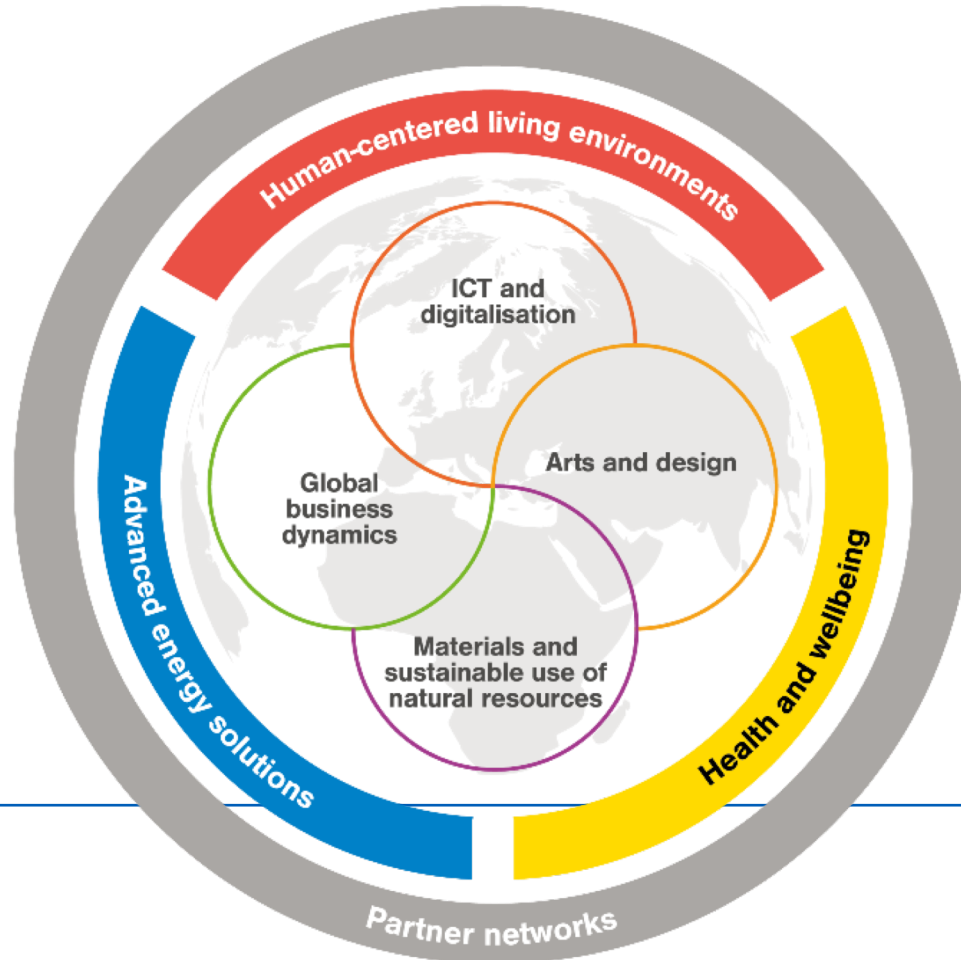 Human-centered living environments
ICT and
digitalisation
Arts and design
Global
business
dynamics
Materials and
sustainable use of
natural resources
Advanced energy solutions
Health and wellbeing
Partner networks